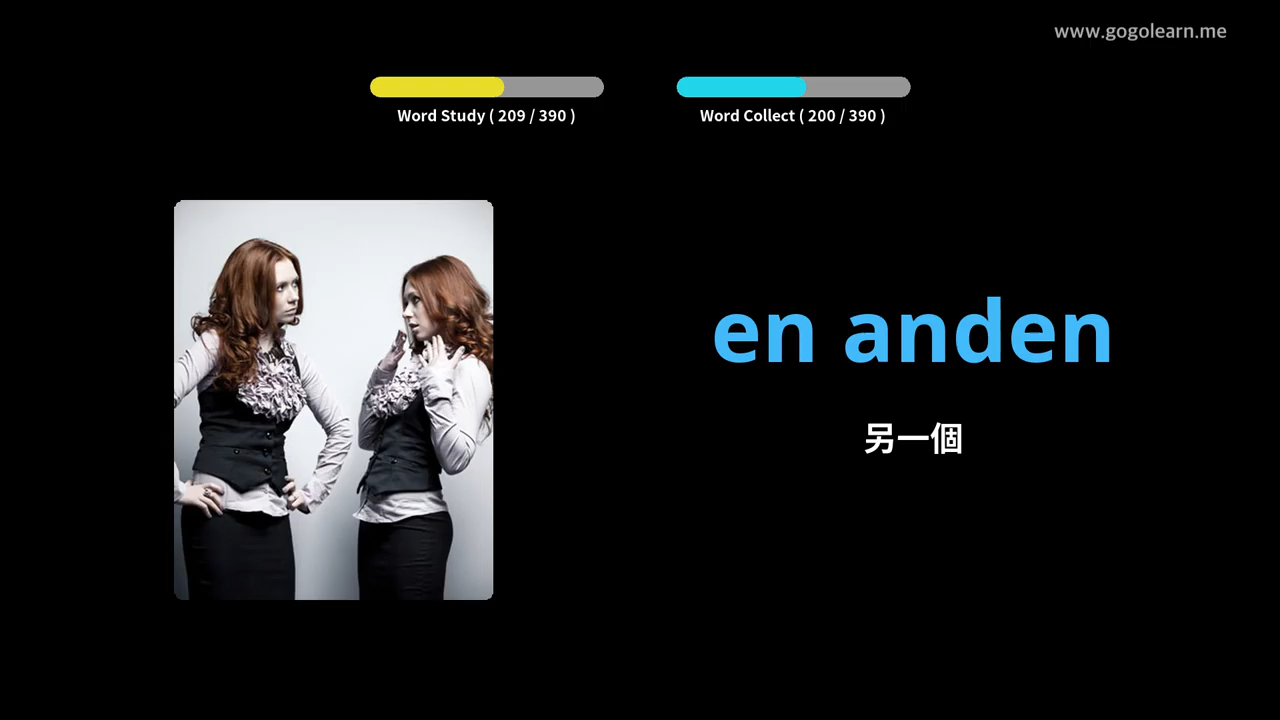 www.gogolearn.me
Word Study ( 209 / 390 )
Word Collect ( 200 / 390 )
en anden
另一個